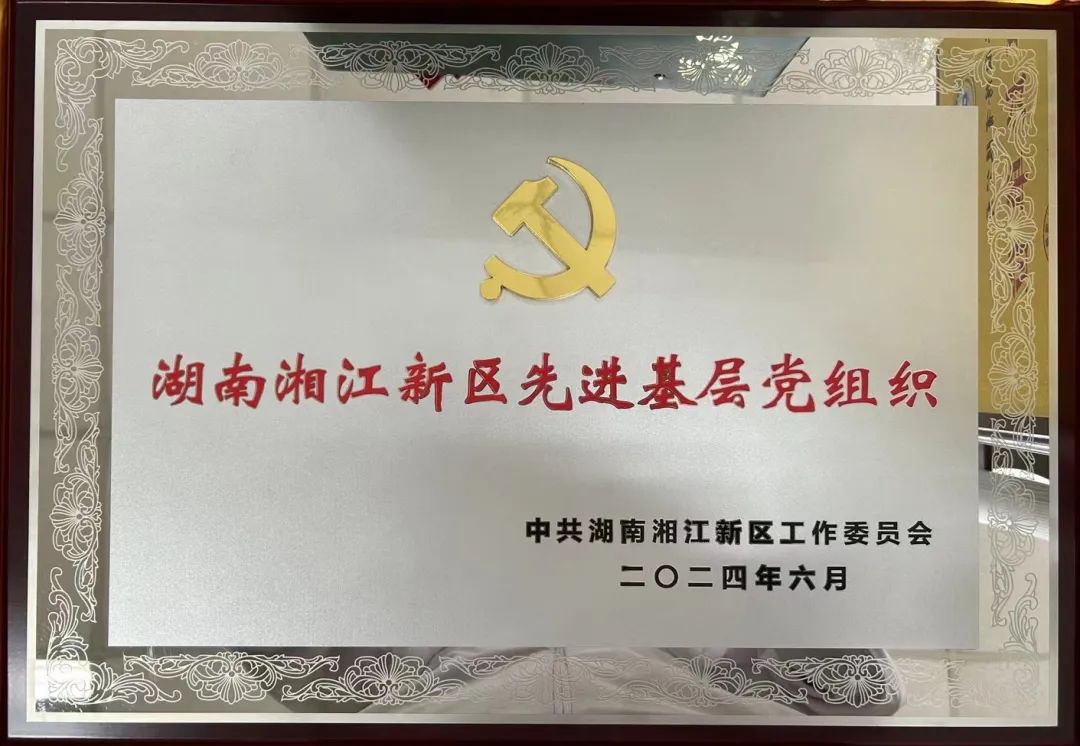 湖南湘江新区先进基层党组织
中共湖南湘江新区工作委员会
二〇二四年六月